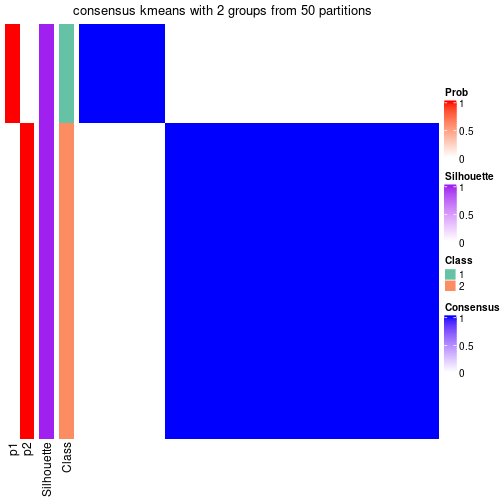 consensus kmeans with 2 groups from 50 partitions
Prob
1
0.5
0
Silhouette
1
0.5
0
Class
1
2
Consensus
1
0.5
0
p1
p2
Silhouette
Class